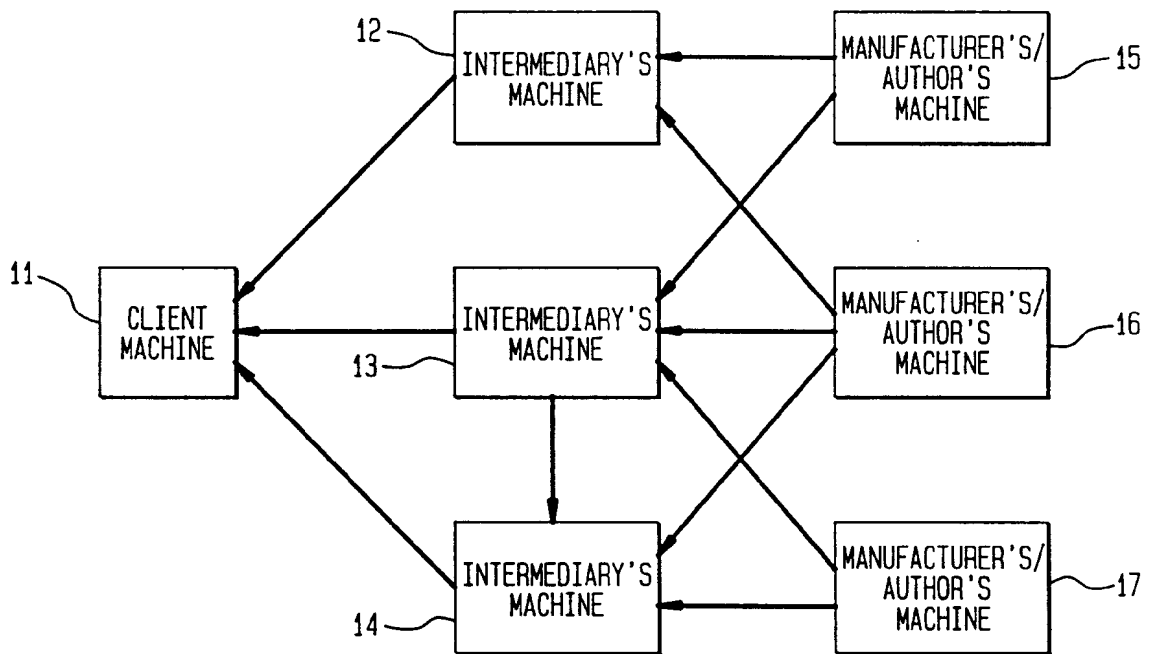 12
INTERMEDIARY'S
MACHINE
MANUFACTURER'S/
AUTHOR'S
MACHINE
15
11
CLIENT
MACHINE
INTERMEDIARY'S
MACHINE
13
MANUFACTURER'S/
AUTHOR'S
MACHINE
16
INTERMEDIARY'S
MACHINE
14
MANUFACTURER'S/
AUTHOR'S
MACHINE
17